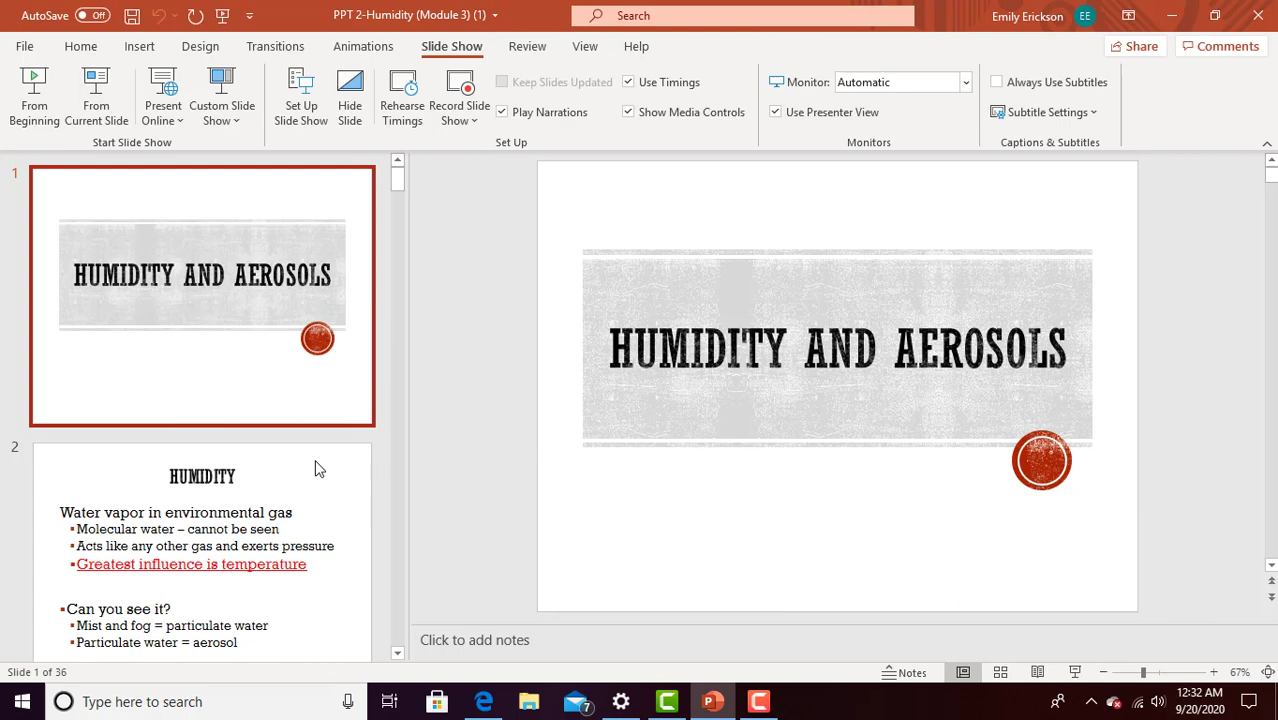 AutoSave Off PPT 2-Humidity (Module 3) (1) Search Emily Erickson EE
File Home Insert Design Transitions Animations Slide Show Review View Help Share Comments
From Beginning
From Current Slide
Present Online
Custom Slide Show
Start Slide Show
Set Up Slide Show
Hide Slide
Rehearse Timings
Record Slide Show
Keep Slides Updated
Play Narrations
Use Timings
Show Media Controls
Set Up
Monitor: Automatic
Use Presenter View
Monitors
Always Use Subtitles
Subtitle Settings
Captions & Subtitles
1
HUMIDITY AND AEROSOLS
2
HUMIDITY
Water vapor in environmental gas
▪Molecular water – cannot be seen
▪Acts like any other gas and exerts pressure
▪Greatest influence is temperature
▪Can you see it?
▪Mist and fog = particulate water
▪Particulate water = aerosol
HUMIDITY AND AEROSOLS
Click to add notes
Slide 1 of 36 Notes 67%
Type here to search 7 12:32 AM
9/20/2020